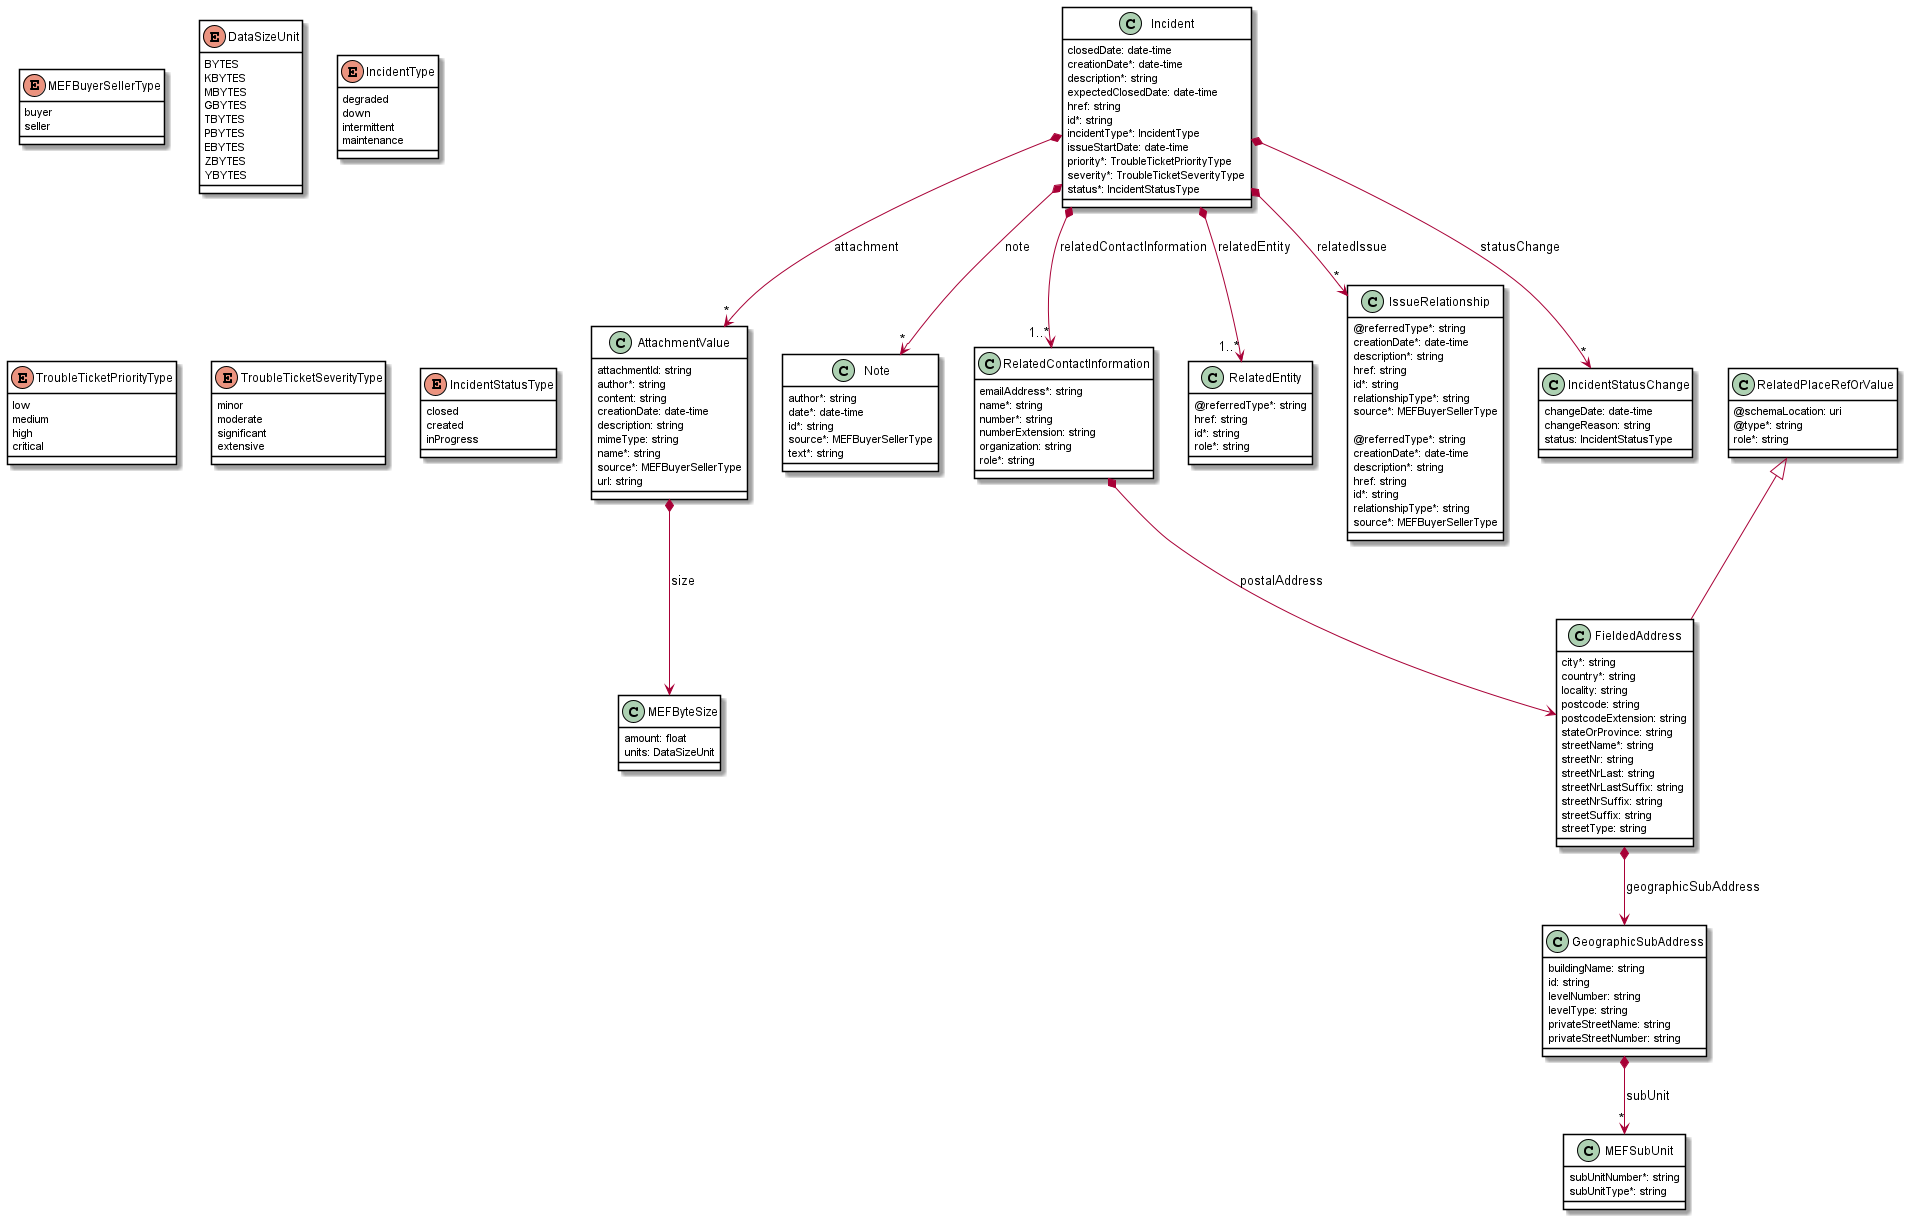 E MEFBuyerSellerType
buyer
seller
E DataSizeUnit
BYTES
KBYTES
MBYTES
GBYTES
TBYTES
PBYTES
EBYTES
ZBYTES
YBYTES
E IncidentType
degraded
down
intermittent
maintenance
C Incident
closedDate: date-time
creationDate*: date-time
description*: string
expectedClosedDate: date-time
href: string
id*: string
incidentType*: IncidentType
issueStartDate: date-time
priority*: TroubleTicketPriorityType
severity*: TroubleTicketSeverityType
status*: IncidentStatusType
attachment
note
relatedContactInformation
relatedEntity
relatedIssue
statusChange
*
*
1..*
1..*
*
*
E TroubleTicketPriorityType
low
medium
high
critical
E TroubleTicketSeverityType
minor
moderate
significant
extensive
E IncidentStatusType
closed
created
inProgress
C AttachmentValue
attachmentId: string
author*: string
content: string
creationDate: date-time
description: string
mimeType: string
name*: string
source*: MEFBuyerSellerType
url: string
C Note
author*: string
date*: date-time
id*: string
source*: MEFBuyerSellerType
text*: string
C RelatedContactInformation
emailAddress*: string
name*: string
number*: string
numberExtension: string
organization: string
role*: string
C RelatedEntity
@referredType*: string
href: string
id*: string
role*: string
C IssueRelationship
@referredType*: string
creationDate*: date-time
description*: string
href: string
id*: string
relationshipType*: string
source*: MEFBuyerSellerType
@referredType*: string
creationDate*: date-time
description*: string
href: string
id*: string
relationshipType*: string
source*: MEFBuyerSellerType
C IncidentStatusChange
changeDate: date-time
changeReason: string
status: IncidentStatusType
C RelatedPlaceRefOrValue
@schemaLocation: uri
@type*: string
role*: string
size
postalAddress
C MEFByteSize
amount: float
units: DataSizeUnit
C FieldedAddress
city*: string
country*: string
locality: string
postcode: string
postcodeExtension: string
stateOrProvince: string
streetName*: string
streetNr: string
streetNrLast: string
streetNrLastSuffix: string
streetNrSuffix: string
streetSuffix: string
streetType: string
geographicSubAddress
C GeographicSubAddress
buildingName: string
id: string
levelNumber: string
levelType: string
privateStreetName: string
privateStreetNumber: string
subUnit
*
C MEFSubUnit
subUnitNumber*: string
subUnitType*: string